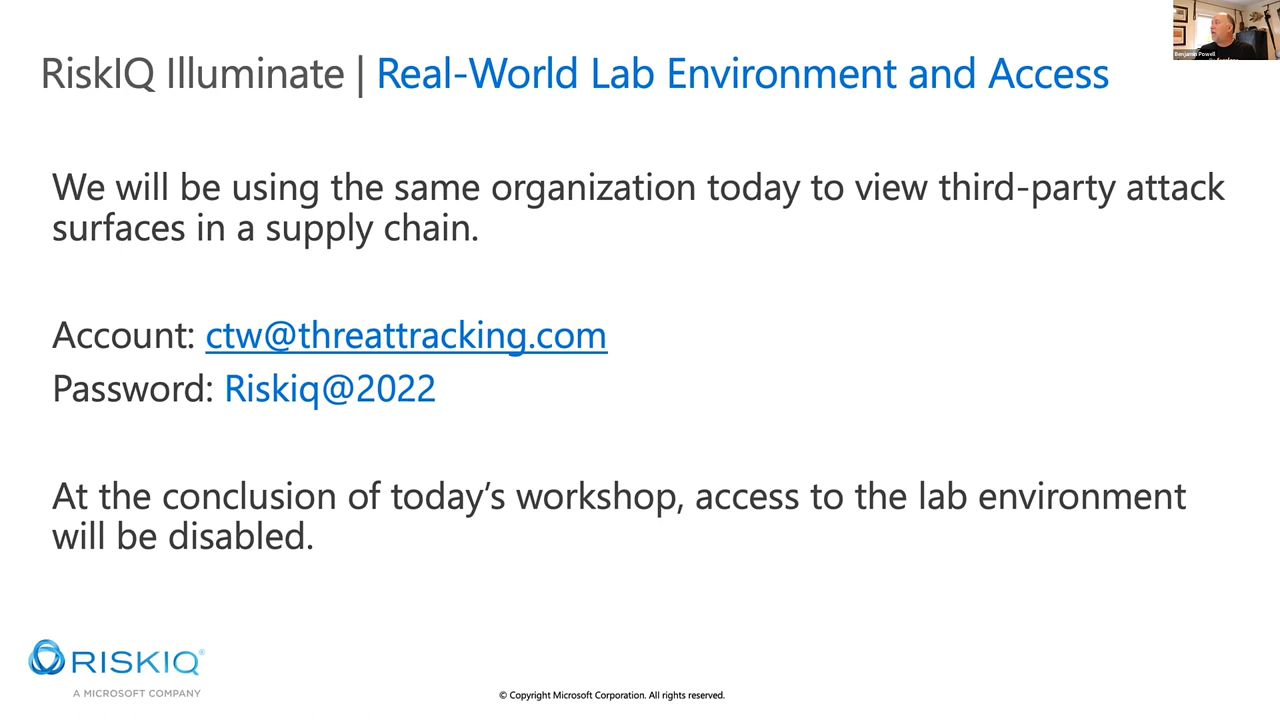 RiskIQ Illuminate | Real-World Lab Environment and Access
Benjamin Powell
We will be using the same organization today to view third-party attack
surfaces in a supply chain.
Account: ctw@threattracking.com
Password: Riskiq@2022
At the conclusion of today's workshop, access to the lab environment
will be disabled.
RISKIQ®
A MICROSOFT COMPANY
© Copyright Microsoft Corporation. All rights reserved.